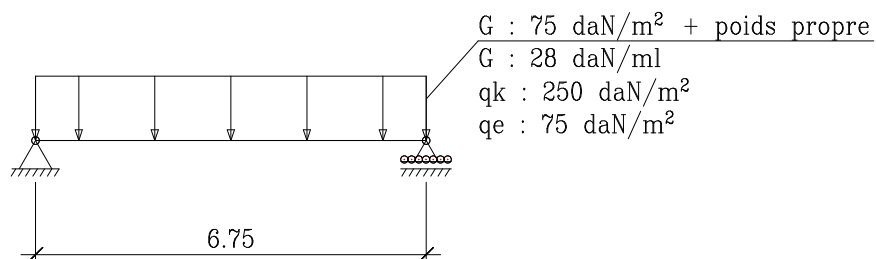 G : 75 daN/m² + poids propre
G : 28 daN/ml
qk : 250 daN/m²
qe : 75 daN/m²
6.75